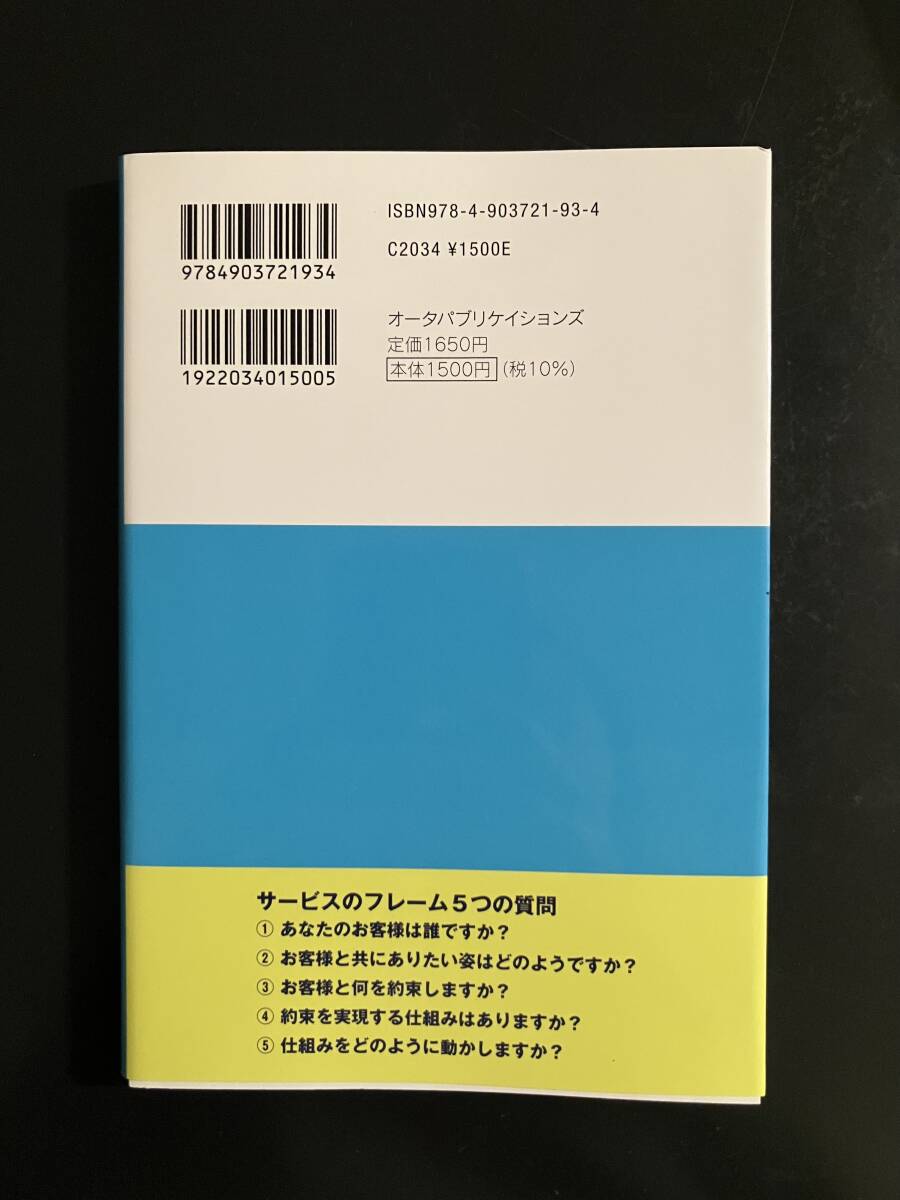 ISBN978-4-903721-93-4
C2034 ¥1500E
9784903721934
オータパブリケイションズ
定価1650円
本体1500円 (税10%)
1922034015005
サービスのフレーム5つの質問
① あなたのお客様は誰ですか?
② お客様と共にありたい姿はどのようですか?
③ お客様と何を約束しますか?
④ 約束を実現する仕組みはありますか?
⑤ 仕組みをどのように動かしますか?